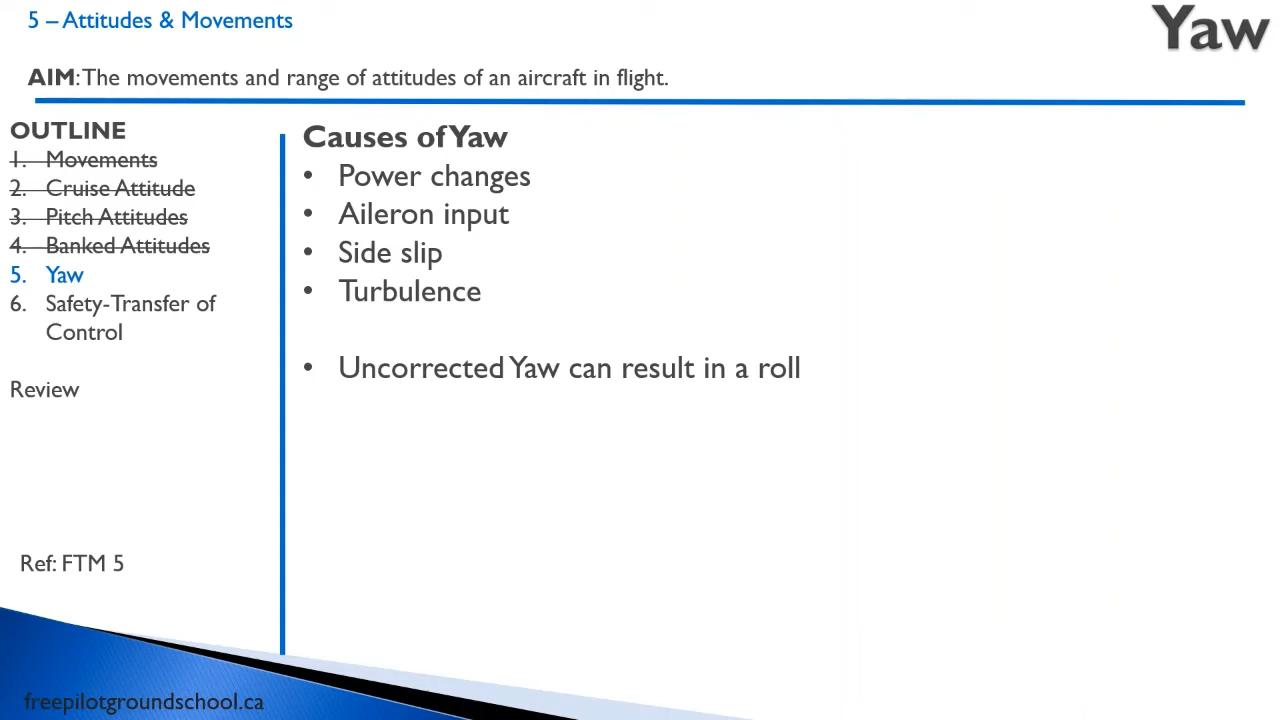 5 – Attitudes & Movements
Yaw
AIM: The movements and range of attitudes of an aircraft in flight.
OUTLINE
1. Movements
2. Cruise Attitude
3. Pitch Attitudes
4. Banked Attitudes
5. Yaw
6. Safety-Transfer of
Control
Review
Ref: FTM 5
Causes of Yaw
• Power changes
• Aileron input
• Side slip
• Turbulence
• Uncorrected Yaw can result in a roll
freepilotgroundschool.ca